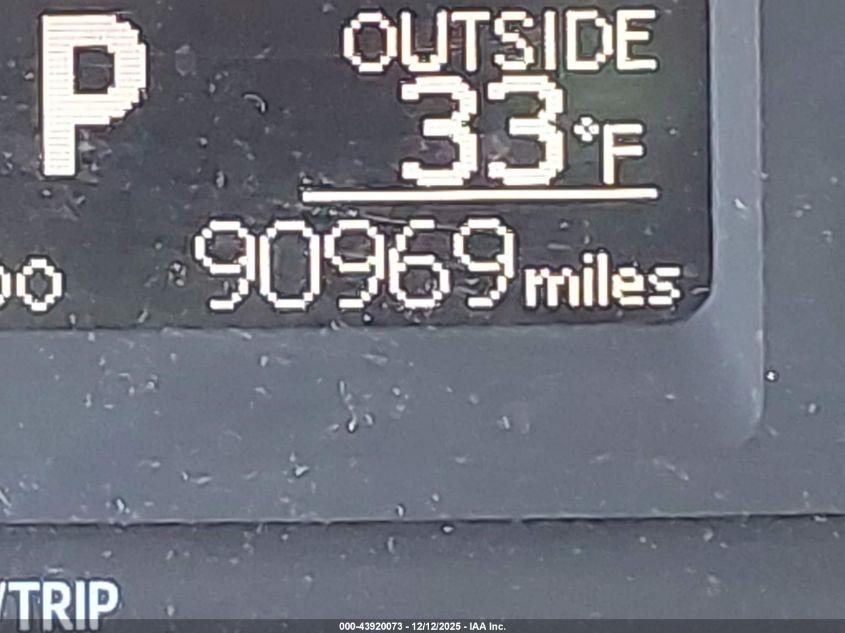 P
OUTSIDE
33°F
90969 miles
/TRIP
000-43920073 - 12/12/2025 - IAA Inc.